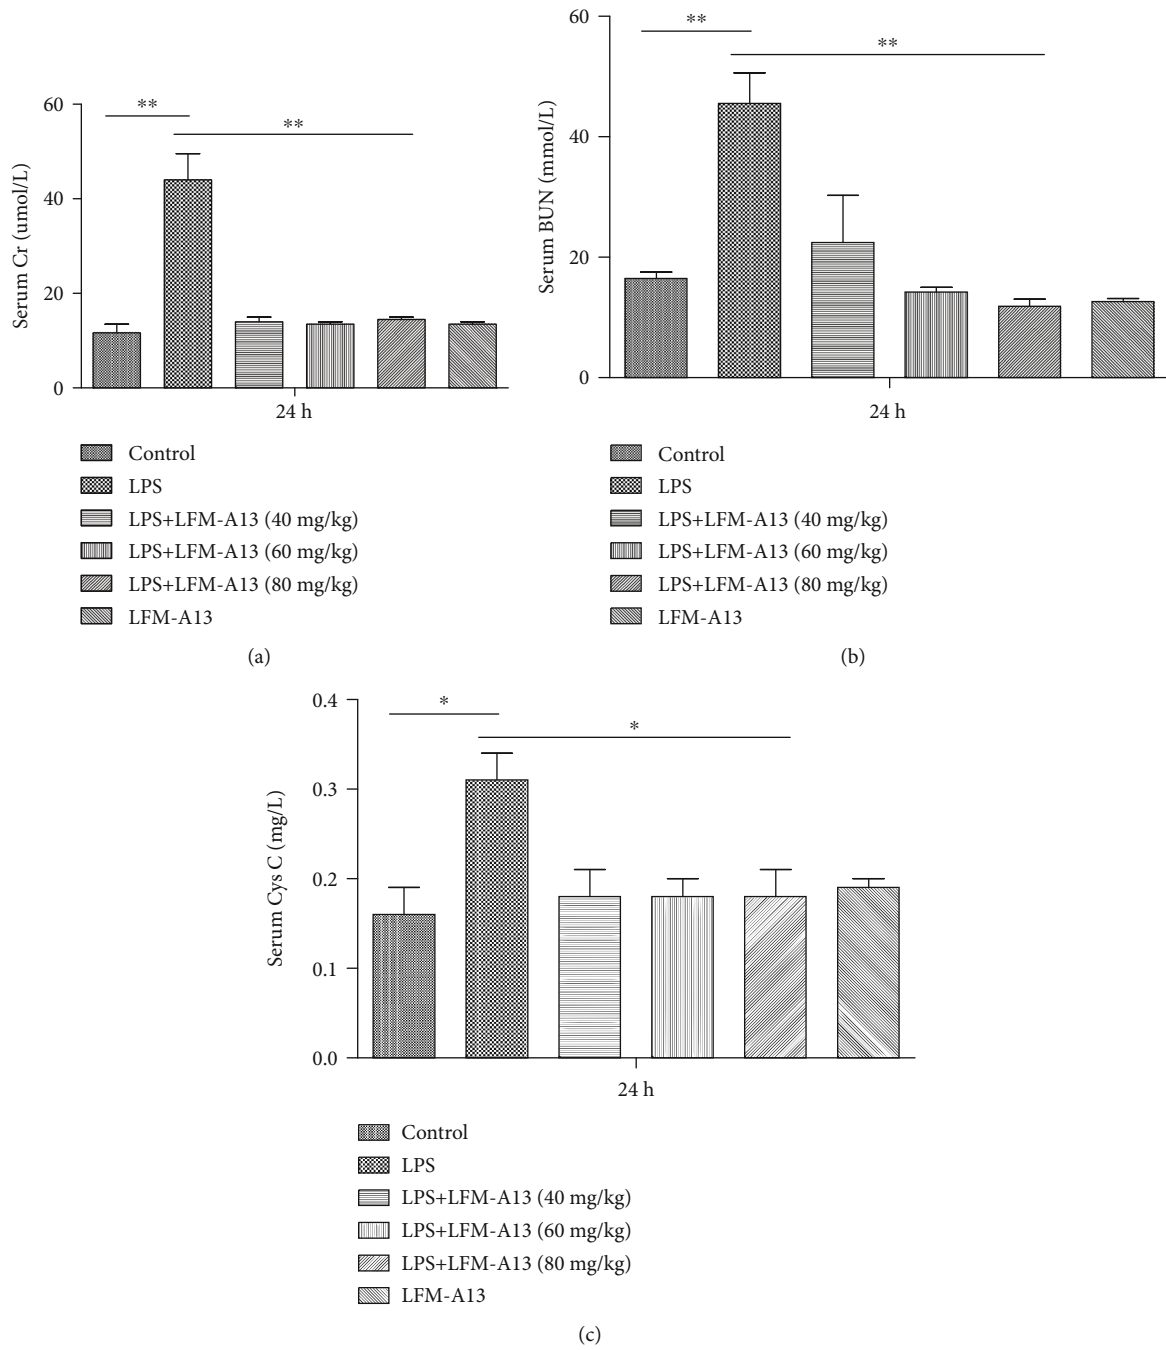 **
**
60
40
20
0
Serum Cr (umol/L)
24 h
Control
LPS
LPS+LFM-A13 (40 mg/kg)
LPS+LFM-A13 (60 mg/kg)
LPS+LFM-A13 (80 mg/kg)
LFM-A13
(a)
**
**
60
40
20
0
Serum BUN (mmol/L)
24 h
Control
LPS
LPS+LFM-A13 (40 mg/kg)
LPS+LFM-A13 (60 mg/kg)
LPS+LFM-A13 (80 mg/kg)
LFM-A13
(b)
*
*
0.4
0.3
0.2
0.1
0.0
Serum Cys C (mg/L)
24 h
Control
LPS
LPS+LFM-A13 (40 mg/kg)
LPS+LFM-A13 (60 mg/kg)
LPS+LFM-A13 (80 mg/kg)
LFM-A13
(c)